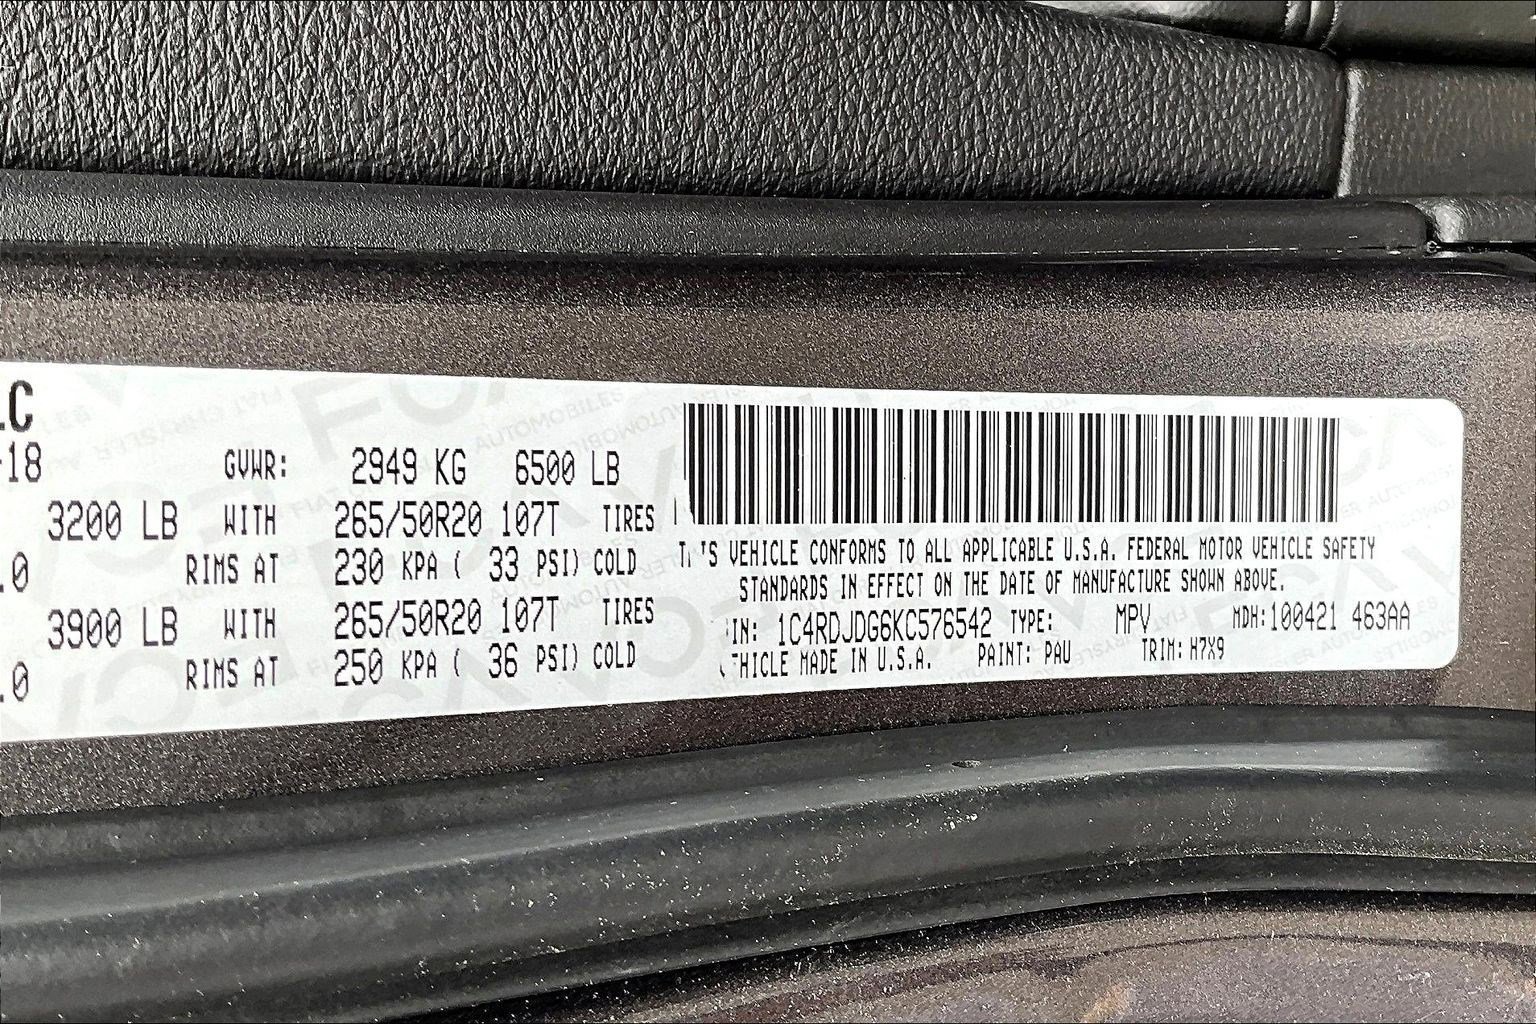 LC
-18 GVWR: 2949 KG 6500 LB
3200 LB WITH 265/50R20 107T TIRES
.0 RIMS AT 230 KPA ( 33 PSI) COLD
3900 LB WITH 265/50R20 107T TIRES
.0 RIMS AT 250 KPA ( 36 PSI) COLD
VEHICLE CONFORMS TO ALL APPLICABLE U.S.A. FEDERAL MOTOR VEHICLE SAFETY
STANDARDS IN EFFECT ON THE DATE OF MANUFACTURE SHOWN ABOVE.
IN: 1C4RDJDG6KC576542 TYPE: MPV MDH:100421 463AA
HICLE MADE IN U.S.A. PAINT: PAU TRIM: H7X9